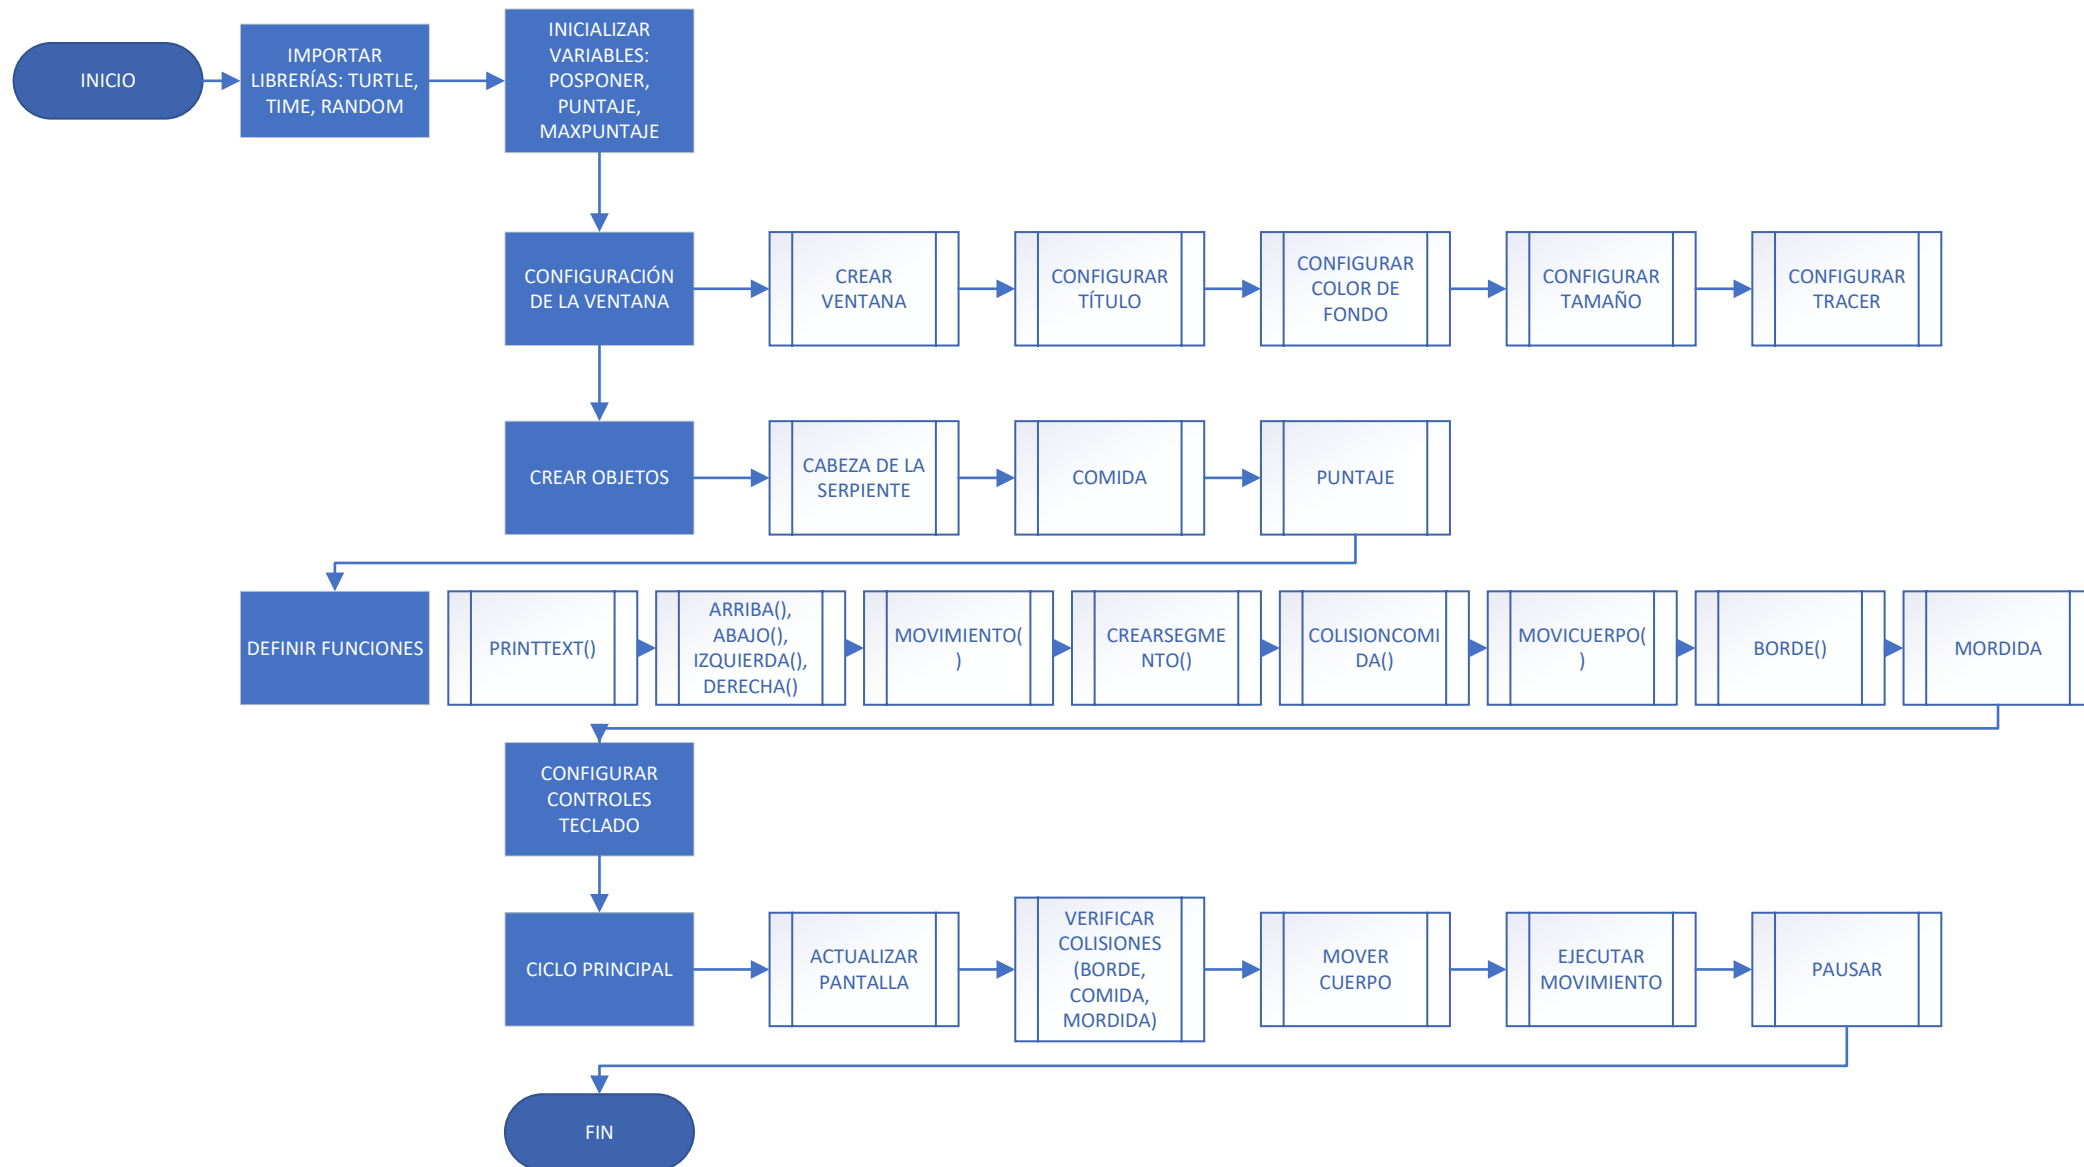 INICIO
IMPORTAR
LIBRERÍAS: TURTLE,
TIME, RANDOM
INICIALIZAR
VARIABLES:
POSPONER,
PUNTAJE,
MAXPUNTAJE
CONFIGURACIÓN
DE LA VENTANA
CREAR
VENTANA
CONFIGURAR
TÍTULO
CONFIGURAR
COLOR DE
FONDO
CONFIGURAR
TAMAÑO
CONFIGURAR
TRACER
CREAR OBJETOS
CABEZA DE LA
SERPIENTE
COMIDA
PUNTAJE
DEFINIR FUNCIONES
PRINTTEXT()
ARRIBA(),
ABAJO(),
IZQUIERDA(),
DERECHA()
MOVIMIENTO(
)
CREARSEGME
NTO()
COLISIONCOMI
DA()
MOVICUERPO(
)
BORDE()
MORDIDA
CONFIGURAR
CONTROLES
TECLADO
CICLO PRINCIPAL
ACTUALIZAR
PANTALLA
VERIFICAR
COLISIONES
(BORDE,
COMIDA,
MORDIDA)
MOVER
CUERPO
EJECUTAR
MOVIMIENTO
PAUSAR
FIN